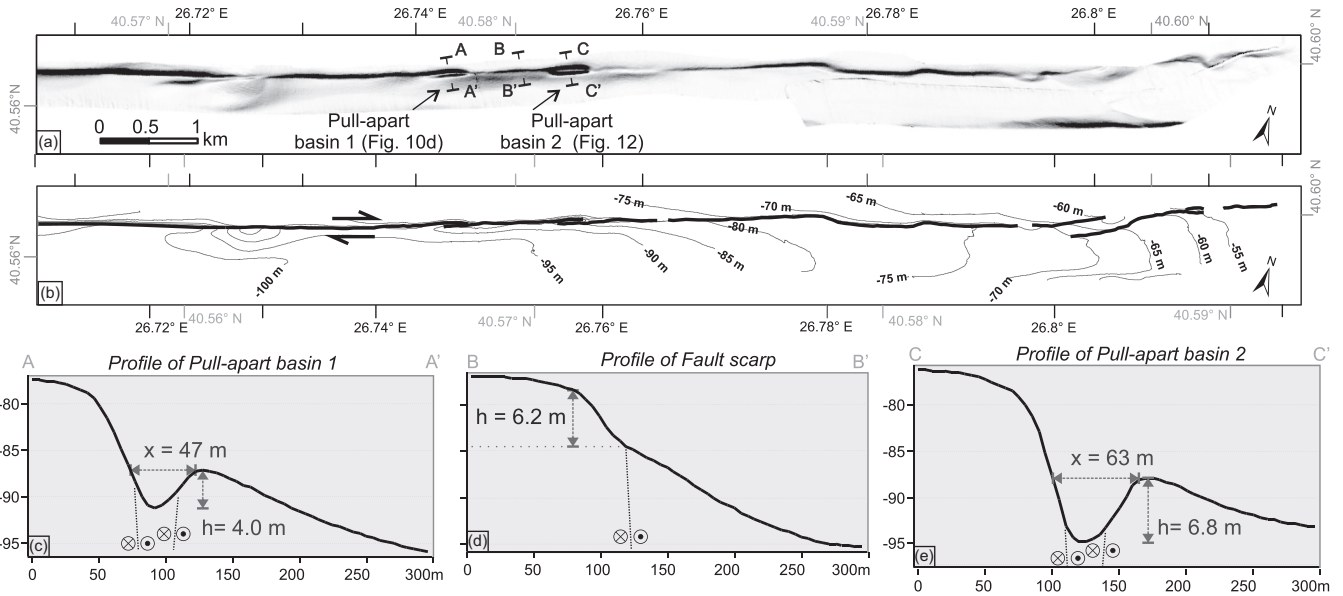 26.72° E 26.74° E 26.76° E 26.78° E 26.8° E
40.57° N 40.58° N 40.59° N 40.60° N
40.60° N
40.56° N
A B C
A' B' C'
Pull-apart
basin 1 (Fig. 10d)
Pull-apart
basin 2 (Fig. 12)
0 0.5 1
km
(a)
N
40.60° N
40.56°N
-75 m
-65 m
-70 m
-60 m
-80 m
-90 m
-85 m
-95 m
-100 m
-75 m
-70 m
-65 m
-60 m
-55 m
(b)
N
26.72° E 26.74° E 26.76° E 26.78° E 26.8° E
40.56° N 40.57° N 40.58° N 40.59° N
A Profile of Pull-apart basin 1 A'
-80
-85
-90
-95
x = 47 m
h= 4.0 m
(c)
0 50 100 150 200 250 300m
B Profile of Fault scarp B'
h = 6.2 m
(d)
0 50 100 150 200 250 300m
C Profile of Pull-apart basin 2 C'
-80
-85
-90
-95
x = 63 m
h= 6.8 m
(e)
0 50 100 150 200 250 300m